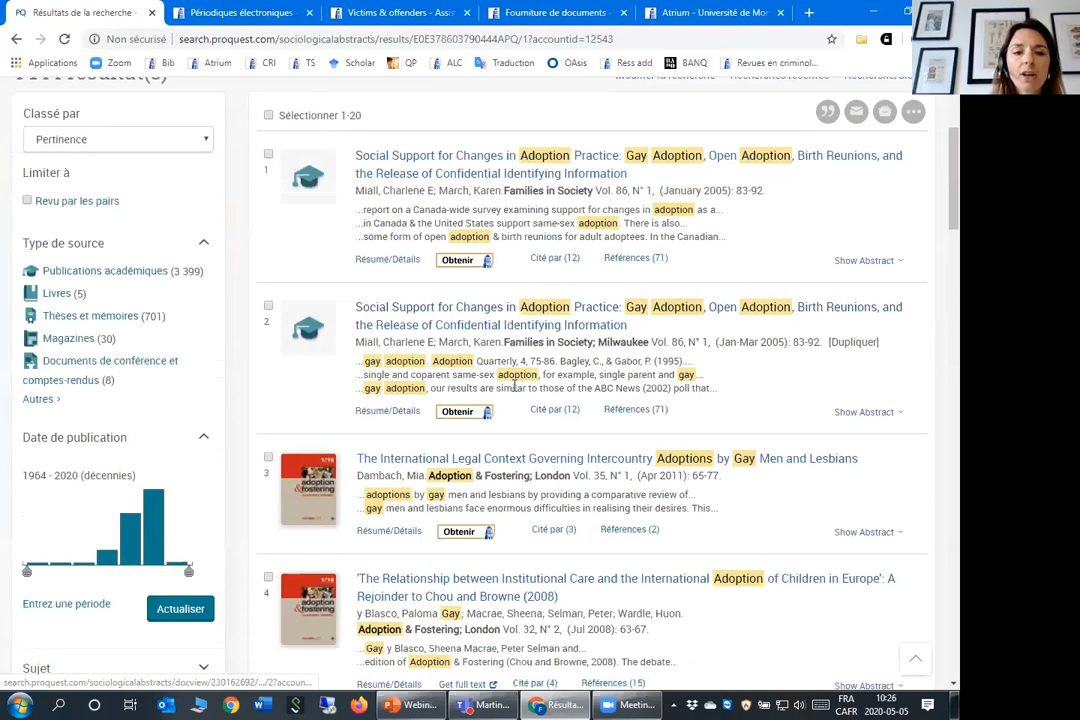 PQ Résultats de la recherche -
Périodiques électroniques
Victims & offenders - Assis
Fourniture de documents -
Atrium - Université de Mo
Non sécurisé
search.proquest.com/sociologicalabstracts/results/E0E378603790444APQ/1?accountid=12543
Applications Zoom Bib Atrium CRI TS Scholar QP ALC Traduction OAsis Ress add BANQ Revues en criminol...
Classé par
Pertinence
Limiter à
Revu par les pairs
Type de source
Publications académiques (3 399)
Livres (5)
Thèses et mémoires (701)
Magazines (30)
Documents de conférence et
comptes-rendus (8)
Autres ›
Date de publication
1964 - 2020 (décennies)
Entrez une période
Actualiser
Sujet
Sélectionner 1-20
1
Social Support for Changes in Adoption Practice: Gay Adoption, Open Adoption, Birth Reunions, and
the Release of Confidential Identifying Information
Miall, Charlene E; March, Karen.Families in Society Vol. 86, N° 1, (January 2005): 83-92.
...report on a Canada-wide survey examining support for changes in adoption as a...
...in Canada & the United States support same-sex adoption. There is also...
...some form of open adoption & birth reunions for adult adoptees. In the Canadian...
Résumé/Détails Obtenir Cité par (12) Références (71) Show Abstract
2
Social Support for Changes in Adoption Practice: Gay Adoption, Open Adoption, Birth Reunions, and
the Release of Confidential Identifying Information
Miall, Charlene E; March, Karen.Families in Society; Milwaukee Vol. 86, N° 1, (Jan-Mar 2005): 83-92. [Dupliquer]
...gay adoption. Adoption Quarterly, 4, 75-86. Bagley, C., & Gabor, P. (1995)....
...single and coparent same-sex adoption, for example, single parent and gay...
...gay adoption, our results are similar to those of the ABC News (2002) poll that...
Résumé/Détails Obtenir Cité par (12) Références (71) Show Abstract
3
The International Legal Context Governing Intercountry Adoptions by Gay Men and Lesbians
Dambach, Mia Adoption & Fostering; London Vol. 35, N° 1, (Apr 2011): 65-77.
...adoptions by gay men and lesbians by providing a comparative review of...
...gay men and lesbians face enormous difficulties in realising their desires. This...
Résumé/Détails Obtenir Cité par (3) Références (2) Show Abstract
4
'The Relationship between Institutional Care and the International Adoption of Children in Europe': A
Rejoinder to Chou and Browne (2008)
y Blasco, Paloma Gay; Macrae, Sheena; Selman, Peter; Wardle, Huon.
Adoption & Fostering; London Vol. 32, N° 2, (Jul 2008): 63-67.
...Gay y Blasco, Sheena Macrae, Peter Selman and...
...edition of Adoption & Fostering (Chou and Browne, 2008). The debate...
Résumé/Détails Get full text Cité par (4) Références (15) Show Abstract
search.proquest.com/sociologicalabstracts/docview/230162692/.../2?accoun...
Webin... Martin... Résulta... Meetin...
FRA
CAFR
10:26
2020-05-05